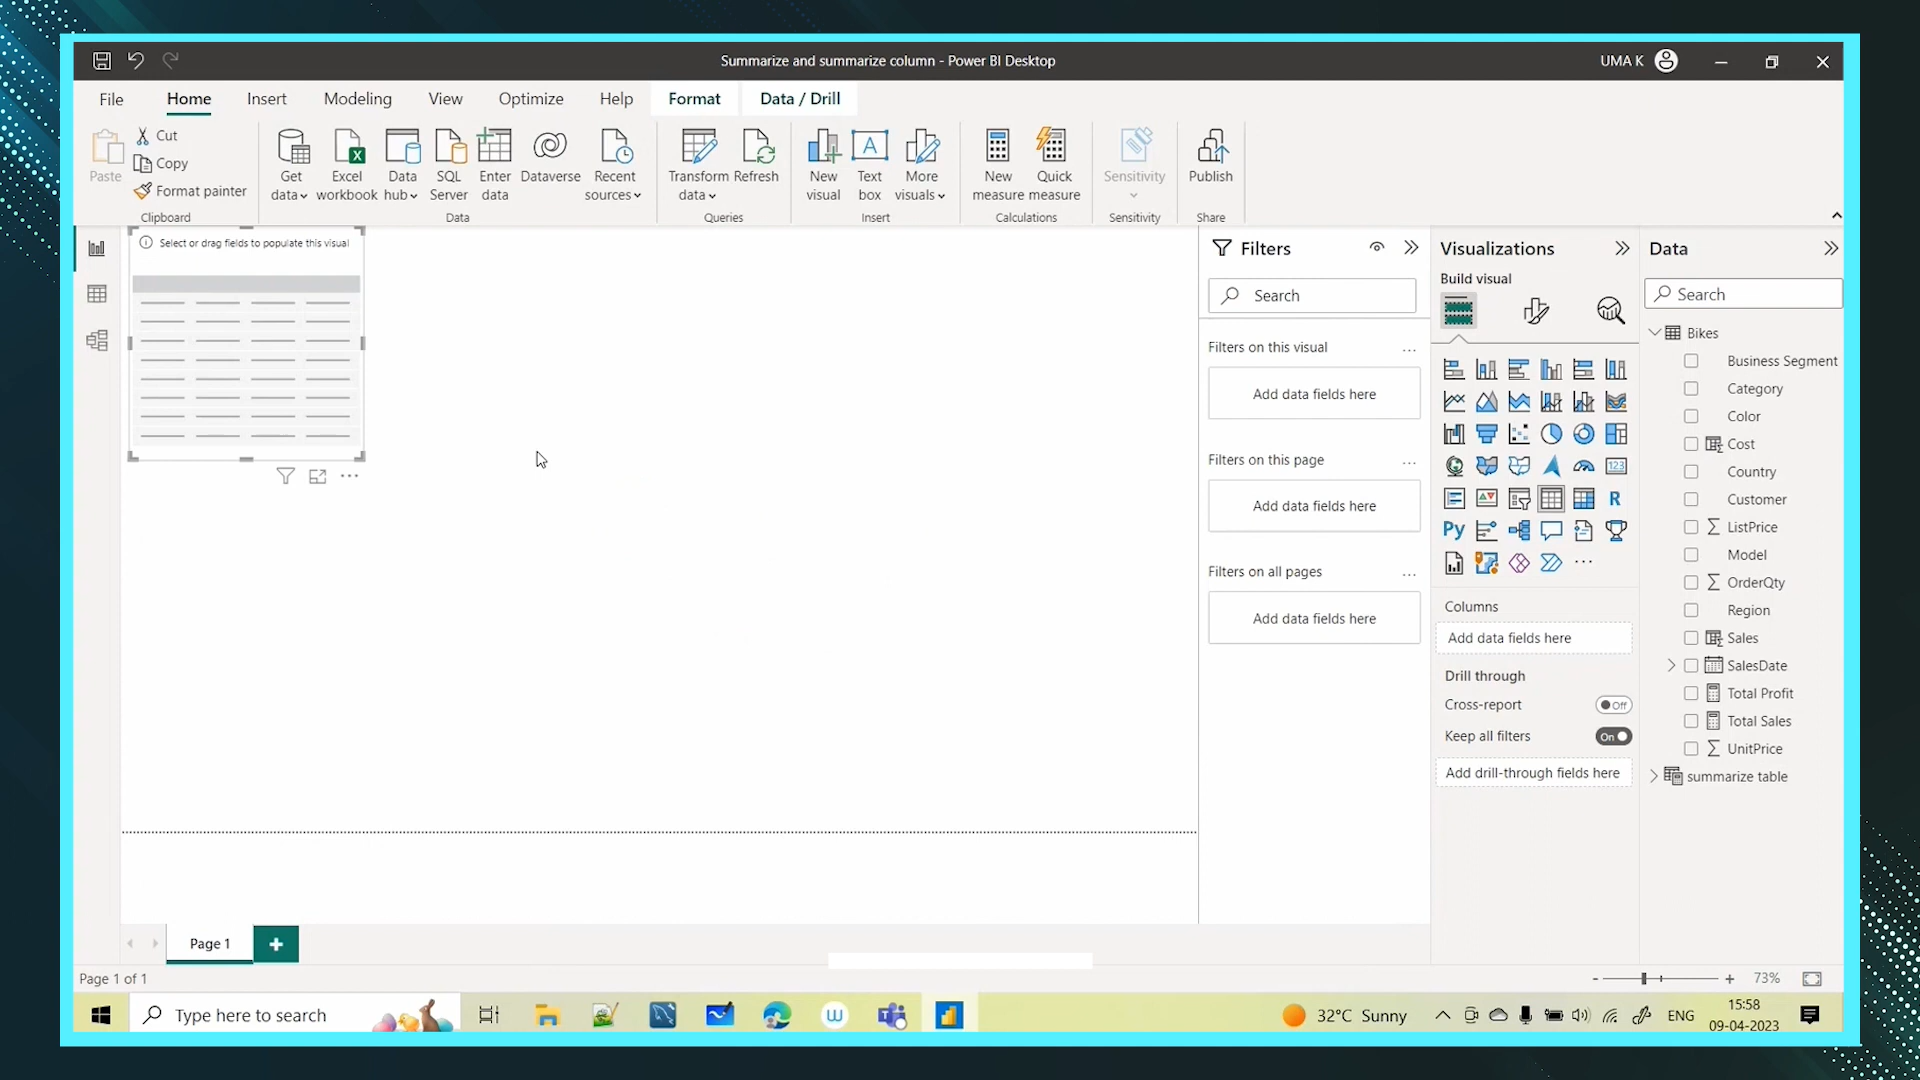 Summarize and summarize column - Power BI Desktop
UMA K
File
Home
Insert
Modeling
View
Optimize
Help
Format
Data / Drill
Paste
Cut
Copy
Format painter
Clipboard
Get data
Excel workbook
Data hub
SQL Server
Enter data
Dataverse
Recent sources
Data
Transform data
Refresh
Queries
New visual
Text box
More visuals
Insert
New measure
Quick measure
Calculations
Sensitivity
Sensitivity
Publish
Share
Select or drag fields to populate this visual
Filters
Search
Filters on this visual
...
Add data fields here
Filters on this page
...
Add data fields here
Filters on all pages
...
Add data fields here
Visualizations
Build visual
123
R
Py
...
Columns
Add data fields here
Drill through
Cross-report
Off
Keep all filters
On
Add drill-through fields here
Data
Search
Bikes
Business Segment
Category
Color
Cost
Country
Customer
ListPrice
Model
OrderQty
Region
Sales
SalesDate
Total Profit
Total Sales
UnitPrice
summarize table
Page 1
Page 1 of 1
- + 73%
Type here to search
32°C Sunny
ENG
15:58
09-04-2023